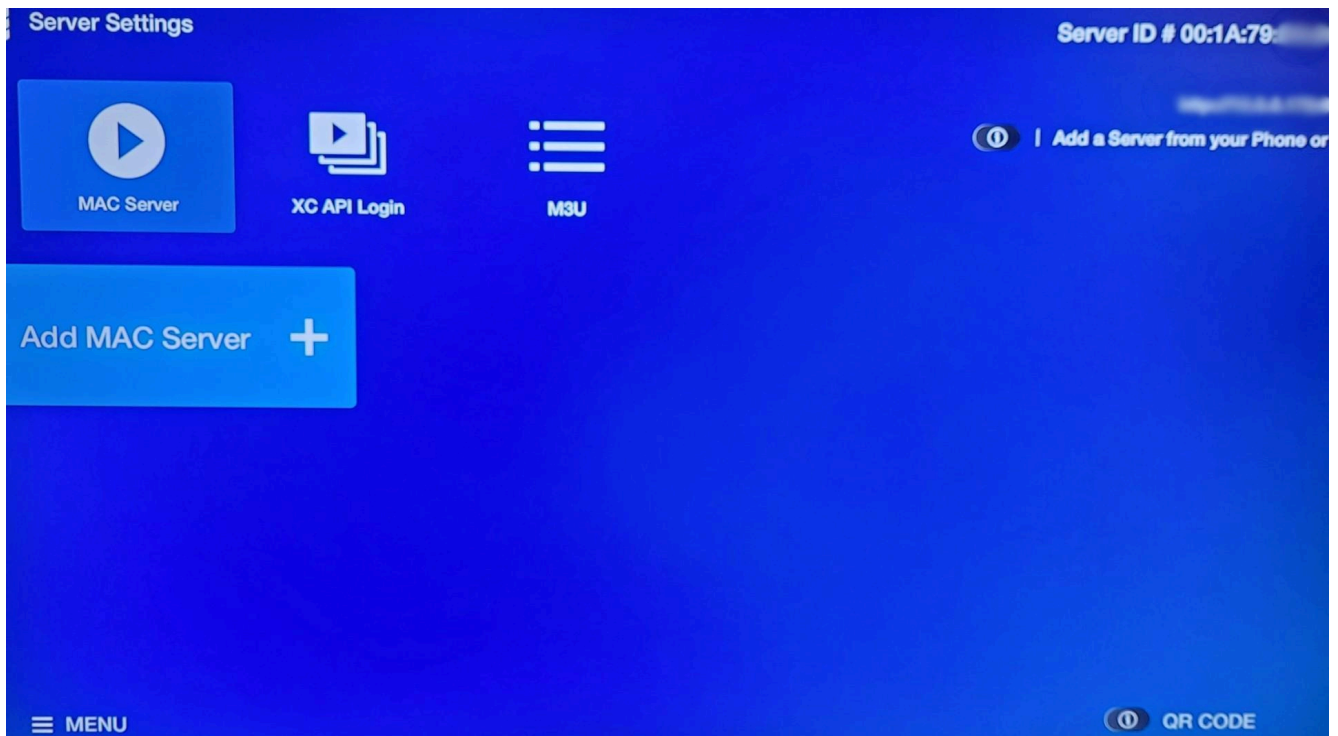 Server Settings
Server ID # 00:1A:79:
Add a Server from your Phone or
MAC Server
XC API Login
M3U
Add MAC Server
MENU
QR CODE